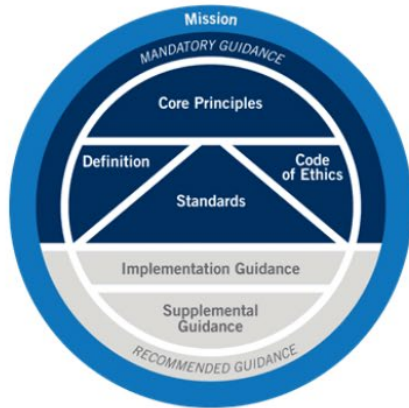 Mission
MANDATORY GUIDANCE
Core Principles
Definition
Code
of Ethics
Standards
Implementation Guidance
Supplemental
Guidance
RECOMMENDED GUIDANCE